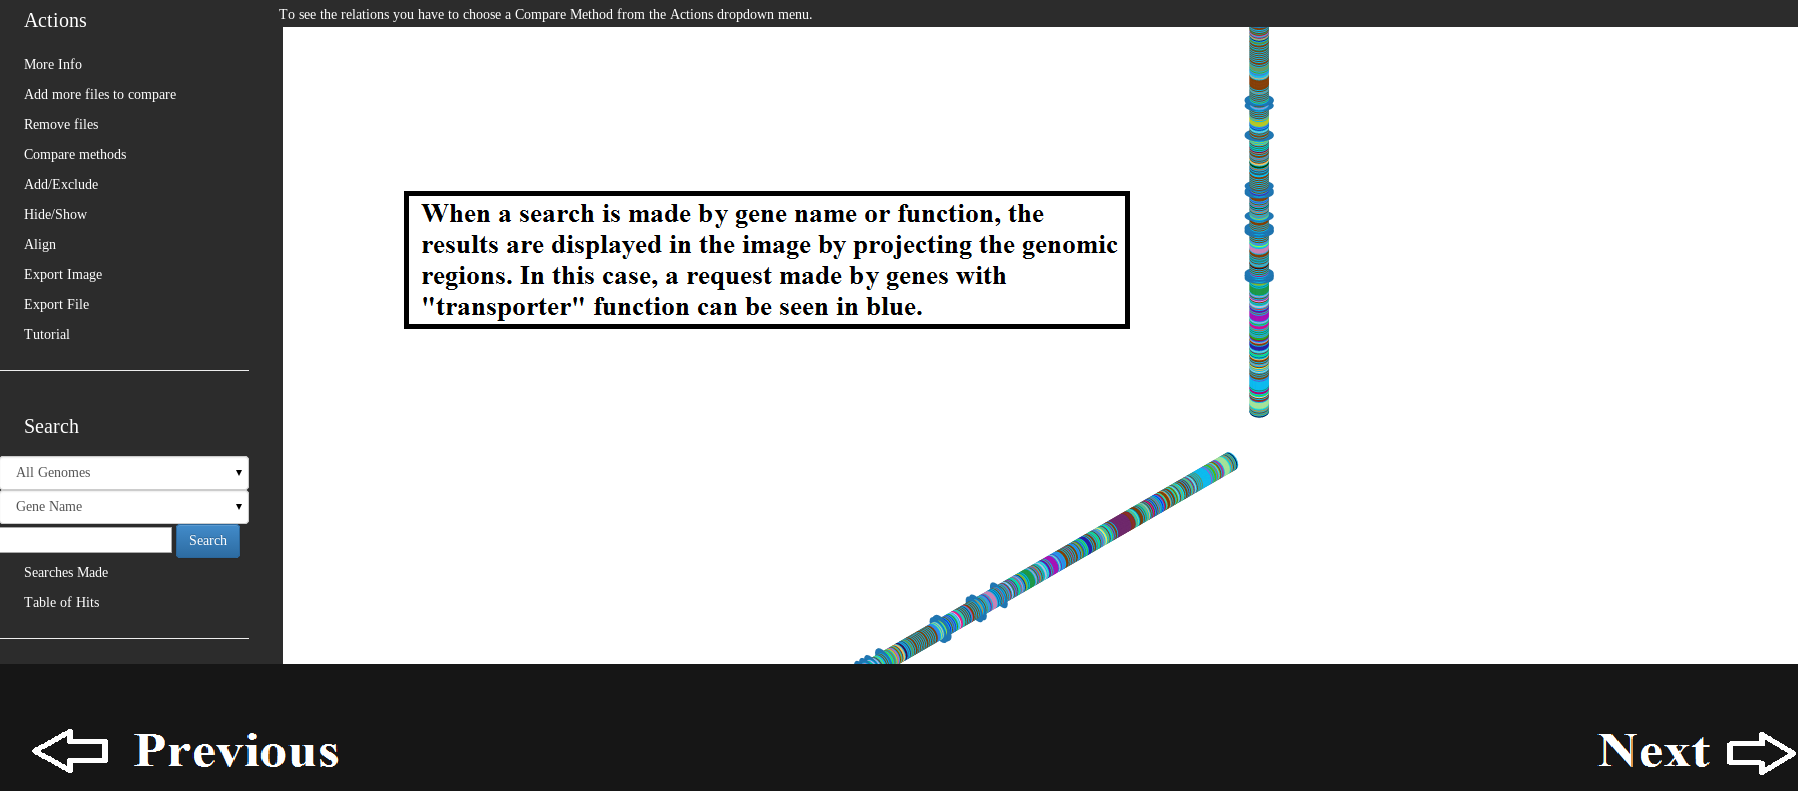 Actions
To see the relations you have to choose a Compare Method from the Actions dropdown menu.
More Info
Add more files to compare
Remove files
Compare methods
Add/Exclude
Hide/Show
Align
Export Image
Export File
Tutorial
When a search is made by gene name or function, the
results are displayed in the image by projecting the genomic
regions. In this case, a request made by genes with
"transporter" function can be seen in blue.
Search
All Genomes
Gene Name
Search
Searches Made
Table of Hits
Previous
Next